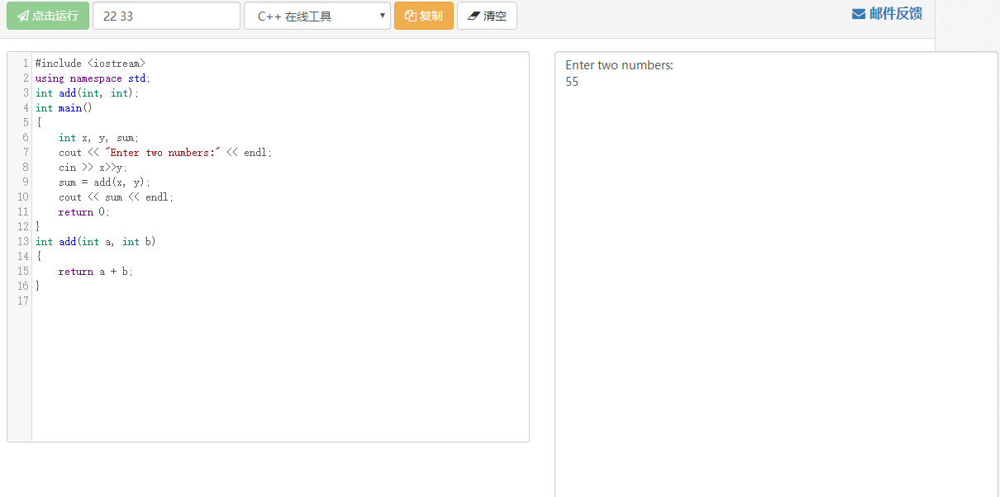 点击运行 22 33 C++ 在线工具 复制 清空 邮件反馈
1 #include <iostream>
2 using namespace std;
3 int add(int, int);
4 int main()
5 {
6     int x, y, sum;
7     cout << "Enter two numbers:" << endl;
8     cin >> x>>y;
9     sum = add(x, y);
10     cout << sum << endl;
11     return 0;
12 }
13 int add(int a, int b)
14 {
15     return a + b;
16 }
17
Enter two numbers:
55